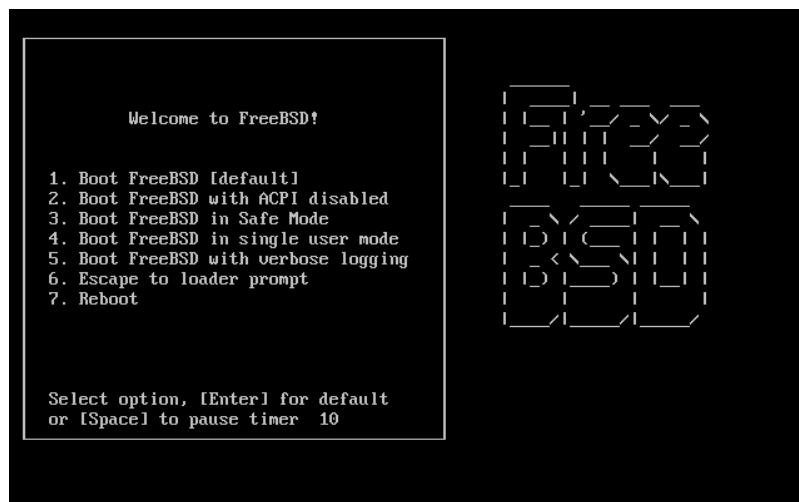 Welcome to FreeBSD!
1. Boot FreeBSD [default]
2. Boot FreeBSD with ACPI disabled
3. Boot FreeBSD in Safe Mode
4. Boot FreeBSD in single user mode
5. Boot FreeBSD with verbose logging
6. Escape to loader prompt
7. Reboot
Select option, [Enter] for default
or [Space] to pause timer 10
Free
BSD